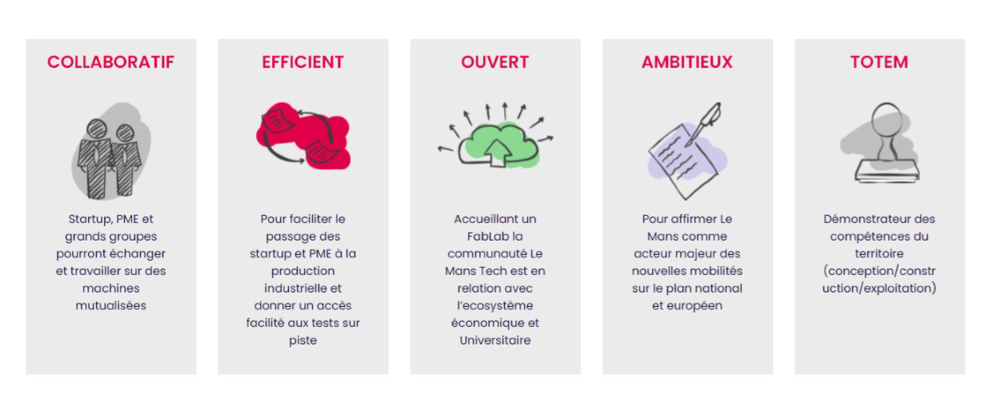 COLLABORATIF
Startup, PME et
grands groupes
pourront échanger
et travailler sur des
machines
mutualisées
EFFICIENT
Pour faciliter le
passage des
startup et PME à la
production
industrielle et
donner un accès
facilité aux tests sur
piste
OUVERT
Accueillant un
FabLab la
communauté Le
Mans Tech est en
relation avec
l'ecosystème
économique et
Universitaire
AMBITIEUX
Pour affirmer Le
Mans comme
acteur majeur des
nouvelles mobilités
sur le plan national
et européen
TOTEM
Démonstrateur des
compétences du
territoire
(conception/constr
uction/exploitation)